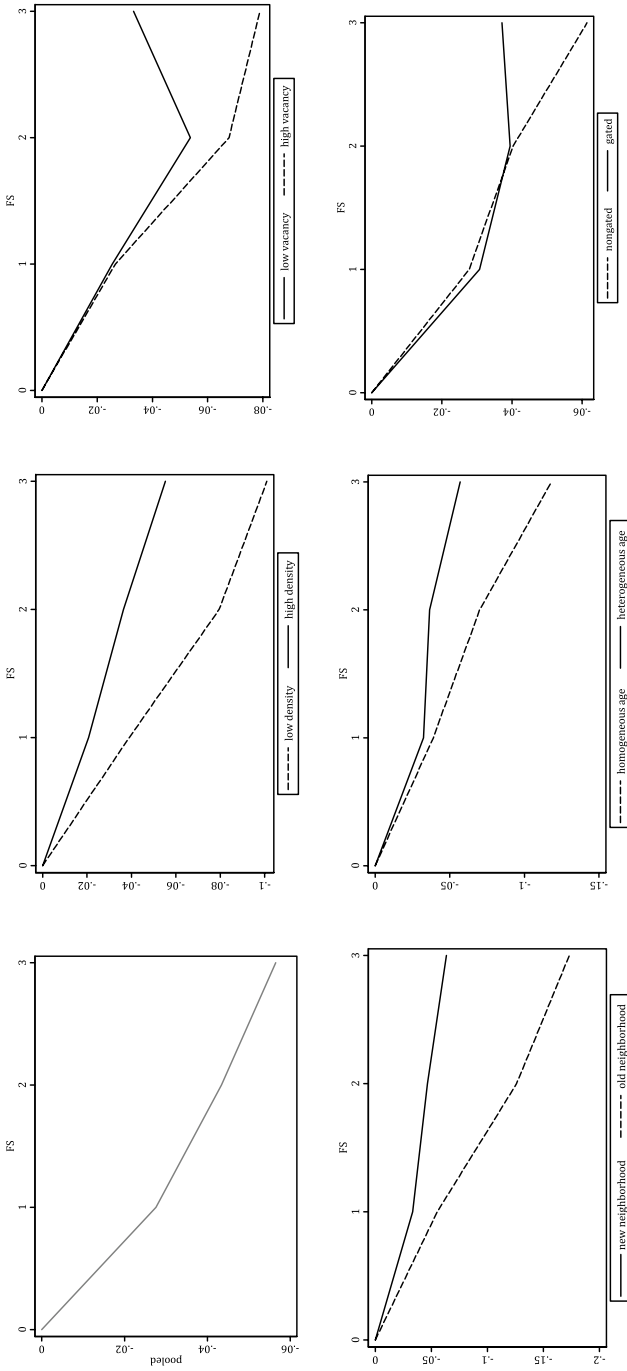 FS
0 1 2 3
pooled
0
-.02
-.04
-.06
FS
0 1 2 3
0
-.02
-.04
-.06
-.08
-.1
low density high density
FS
0 1 2 3
0
-.02
-.04
-.06
-.08
low vacancy high vacancy
FS
0 1 2 3
0
-.05
-.1
-.15
-.2
new neighborhood old neighborhood
FS
0 1 2 3
0
-.05
-.1
-.15
homogeneous age heterogeneous age
FS
0 1 2 3
0
-.02
-.04
-.06
nongated gated